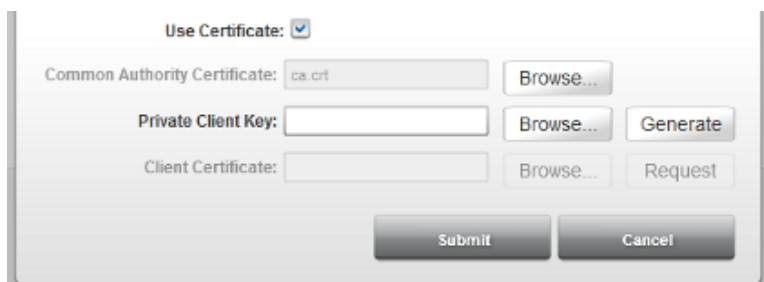 Use Certificate:
Common Authority Certificate: ca.crt Browse...
Private Client Key: Browse... Generate
Client Certificate: Browse... Request
Submit Cancel